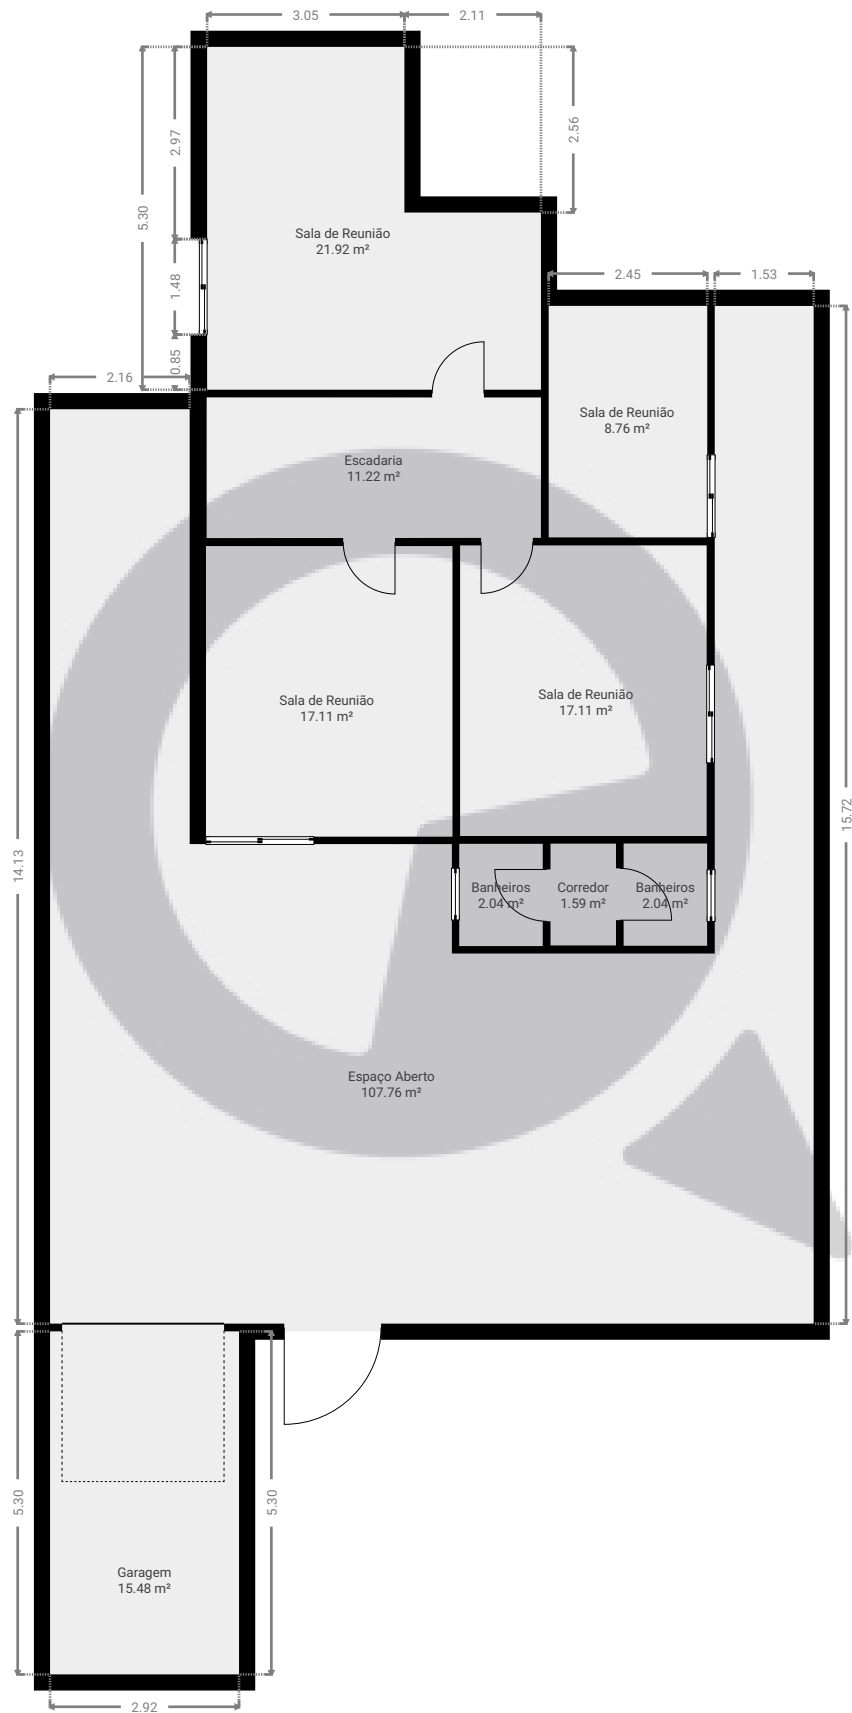 3.05
2.11
2.97
2.56
5.30
Sala de Reunião
21.92 m²
2.45
1.53
1.48
0.85
2.16
Sala de Reunião
8.76 m²
Escadaria
11.22 m²
Sala de Reunião
17.11 m²
Sala de Reunião
17.11 m²
15.72
14.13
Banheiros
2.04 m²
Corredor
1.59 m²
Banheiros
2.04 m²
Espaço Aberto
107.76 m²
5.30
5.30
Garagem
15.48 m²
2.92